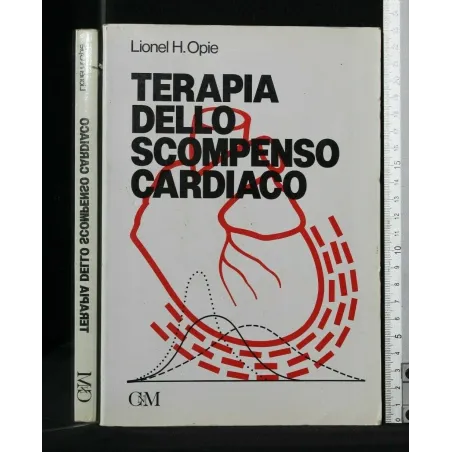 Lionel H. Opie
TERAPIA
DELLO
SCOMPENSO
CARDIACO
TERAPIA DELLO SCOMPENSO CARDIACO